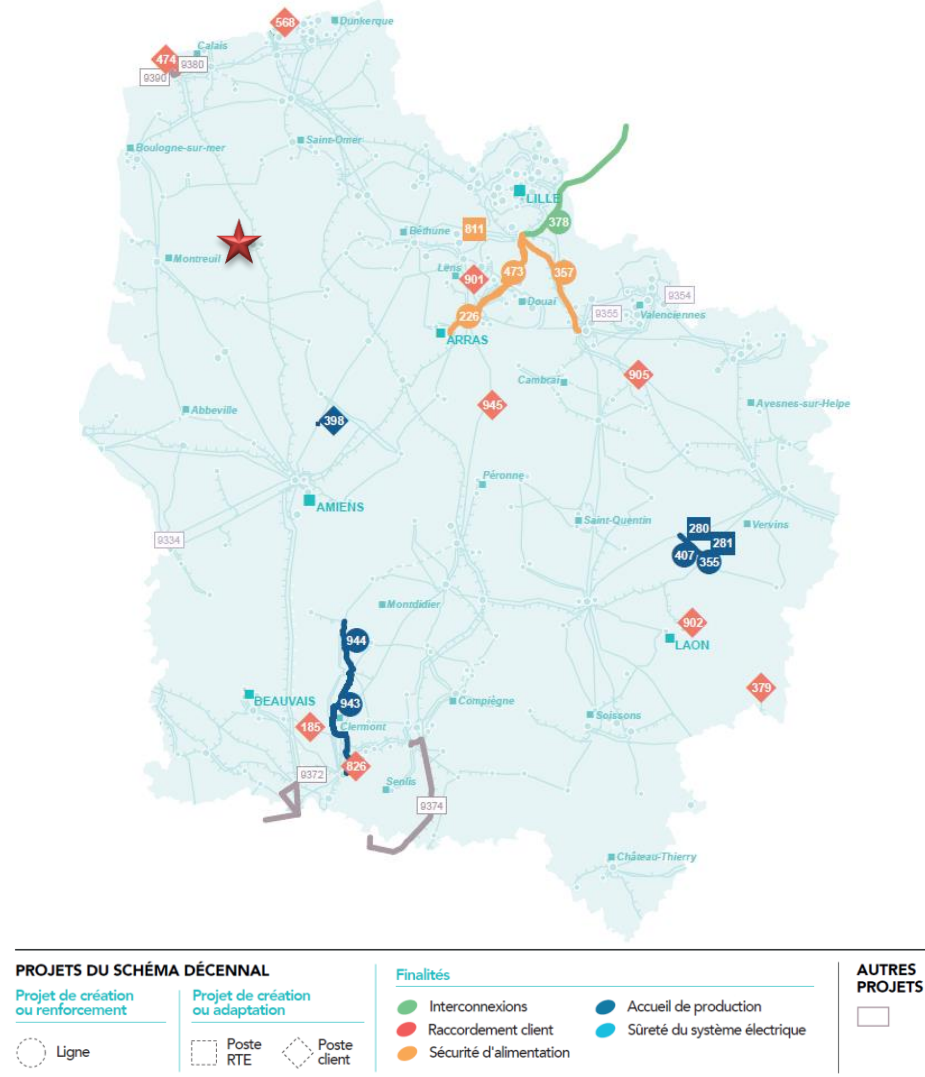 568
Dunkerque
Calais
474
9380
9390
Saint-Omer
Boulogne-sur-mer
LILLE
378
811
Béthune
Montreuil
Lens
901
473
357
Douai
9354
9355
Valenciennes
226
ARRAS
905
Cambrai
945
Avesnes-sur-Helpe
Abbeville
398
Péronne
AMIENS
Saint-Quentin
280
Vervins
9334
281
407
355
Montdidier
902
944
LAON
379
BEAUVAIS
943
Compiègne
Soissons
185
Clermont
826
9372
Senlis
9374
Château-Thierry
PROJETS DU SCHÉMA DÉCENNAL
Projet de création
ou renforcement
Ligne
Projet de création
ou adaptation
Poste
RTE
Poste
client
Finalités
Interconnexions
Raccordement client
Sécurité d'alimentation
Accueil de production
Sûreté du système électrique
AUTRES
PROJETS